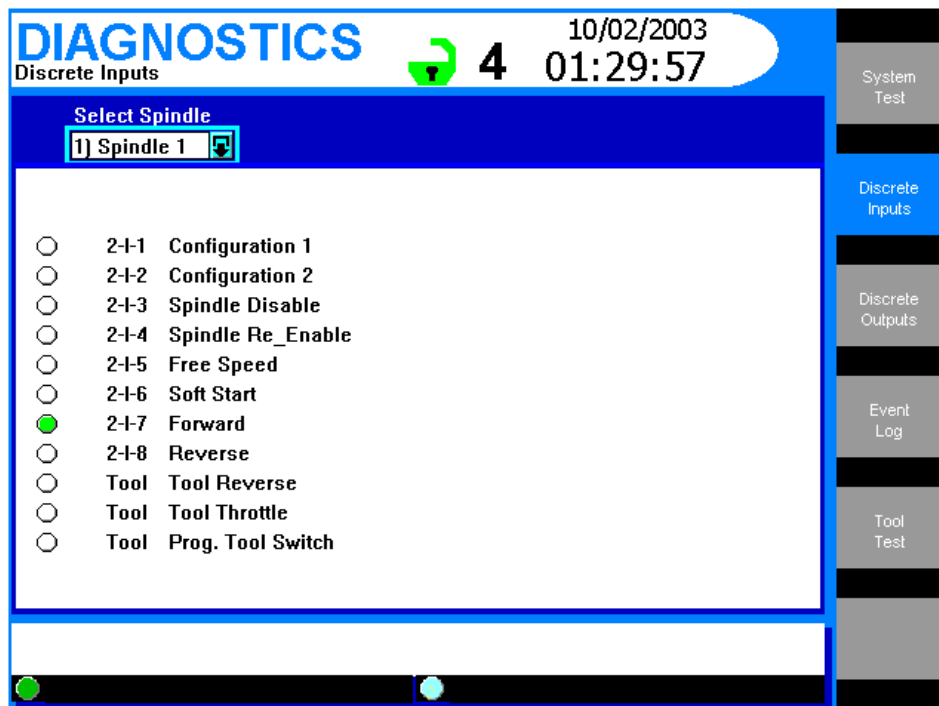 DIAGNOSTICS
Discrete Inputs
4
10/02/2003
01:29:57
Select Spindle
1) Spindle 1
2-I-1 Configuration 1
2-I-2 Configuration 2
2-I-3 Spindle Disable
2-I-4 Spindle Re_Enable
2-I-5 Free Speed
2-I-6 Soft Start
2-I-7 Forward
2-I-8 Reverse
Tool Tool Reverse
Tool Tool Throttle
Tool Prog. Tool Switch
System
Test
Discrete
Inputs
Discrete
Outputs
Event
Log
Tool
Test